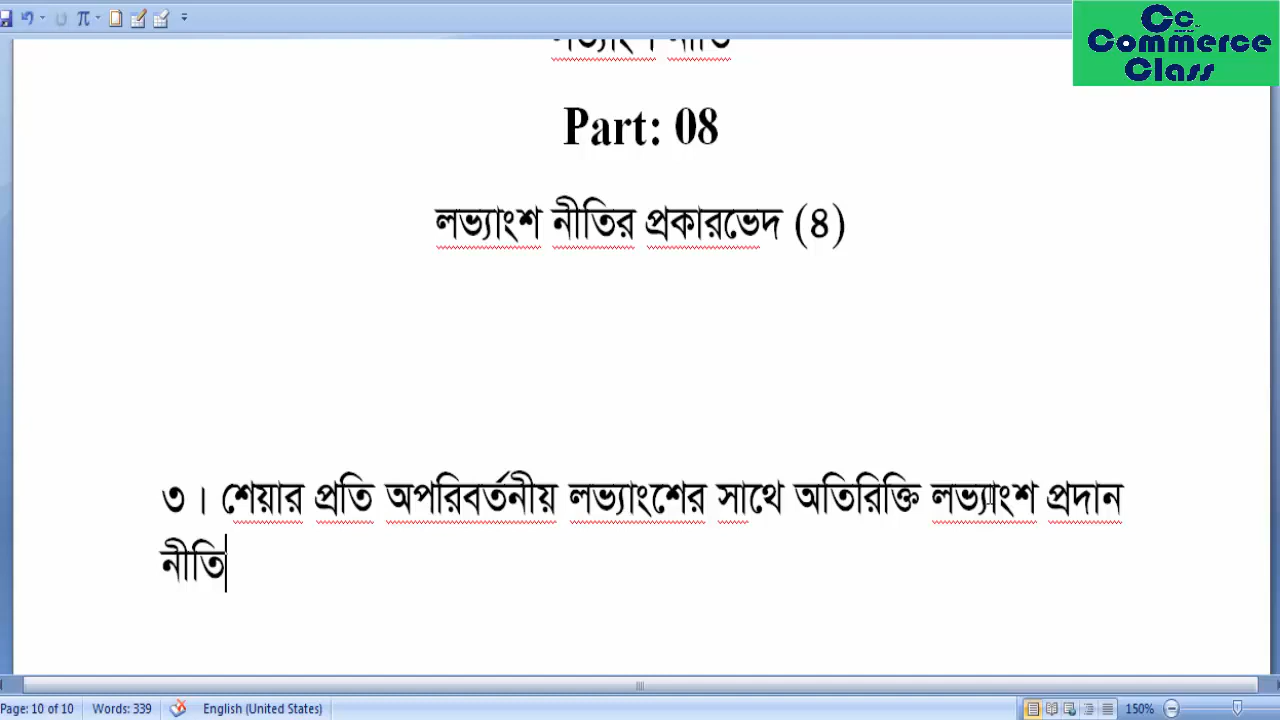 Cc
Commerce
Class
লভ্যাংশ নীতি
Part: 08
লভ্যাংশ নীতির প্রকারভেদ (৪)
৩। শেয়ার প্রতি অপরিবর্তনীয় লভ্যাংশের সাথে অতিরিক্তি লভ্যাংশ প্রদান
নীতি
Page: 10 of 10 Words: 339 English (United States) 150%